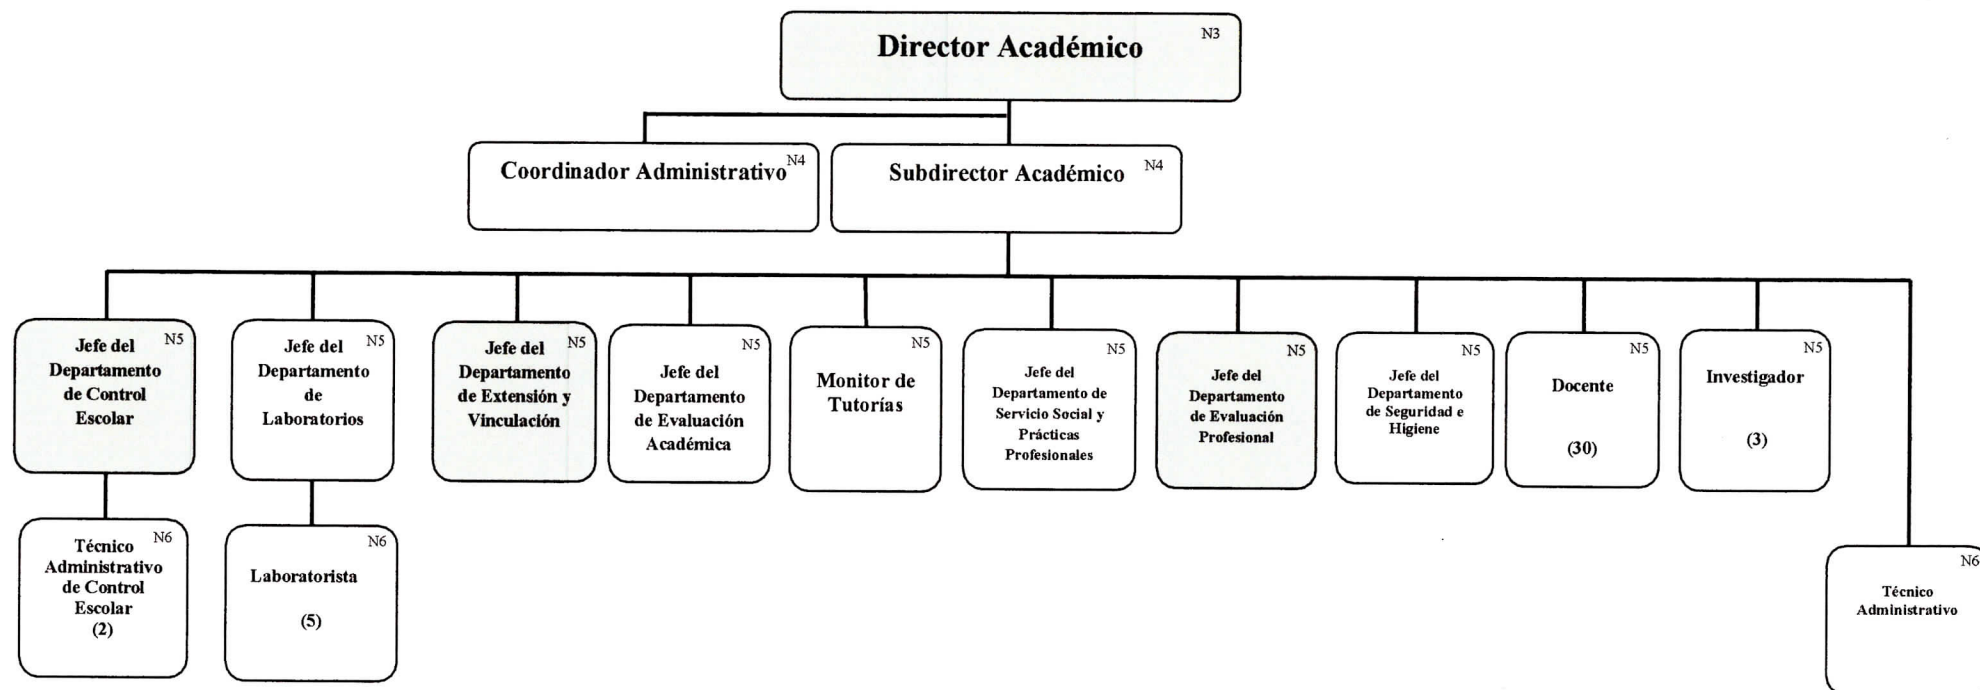 Director Académico
N3
Coordinador Administrativo
N4
Subdirector Académico
N4
Jefe del
Departamento
de Control
Escolar
N5
Jefe del
Departamento
de
Laboratorios
N5
Jefe del
Departamento
de Extensión y
Vinculación
N5
Jefe del
Departamento
de Evaluación
Académica
N5
Monitor de
Tutorías
N5
Jefe del
Departamento de
Servicio Social y
Prácticas
Profesionales
N5
Jefe del
Departamento
de Evaluación
Profesional
N5
Jefe del
Departamento
de Seguridad e
Higiene
N5
Docente
(30)
N5
Investigador
(3)
N5
Técnico
Administrativo
de Control
Escolar
(2)
N6
Laboratorista
(5)
N6
Técnico
Administrativo
N6